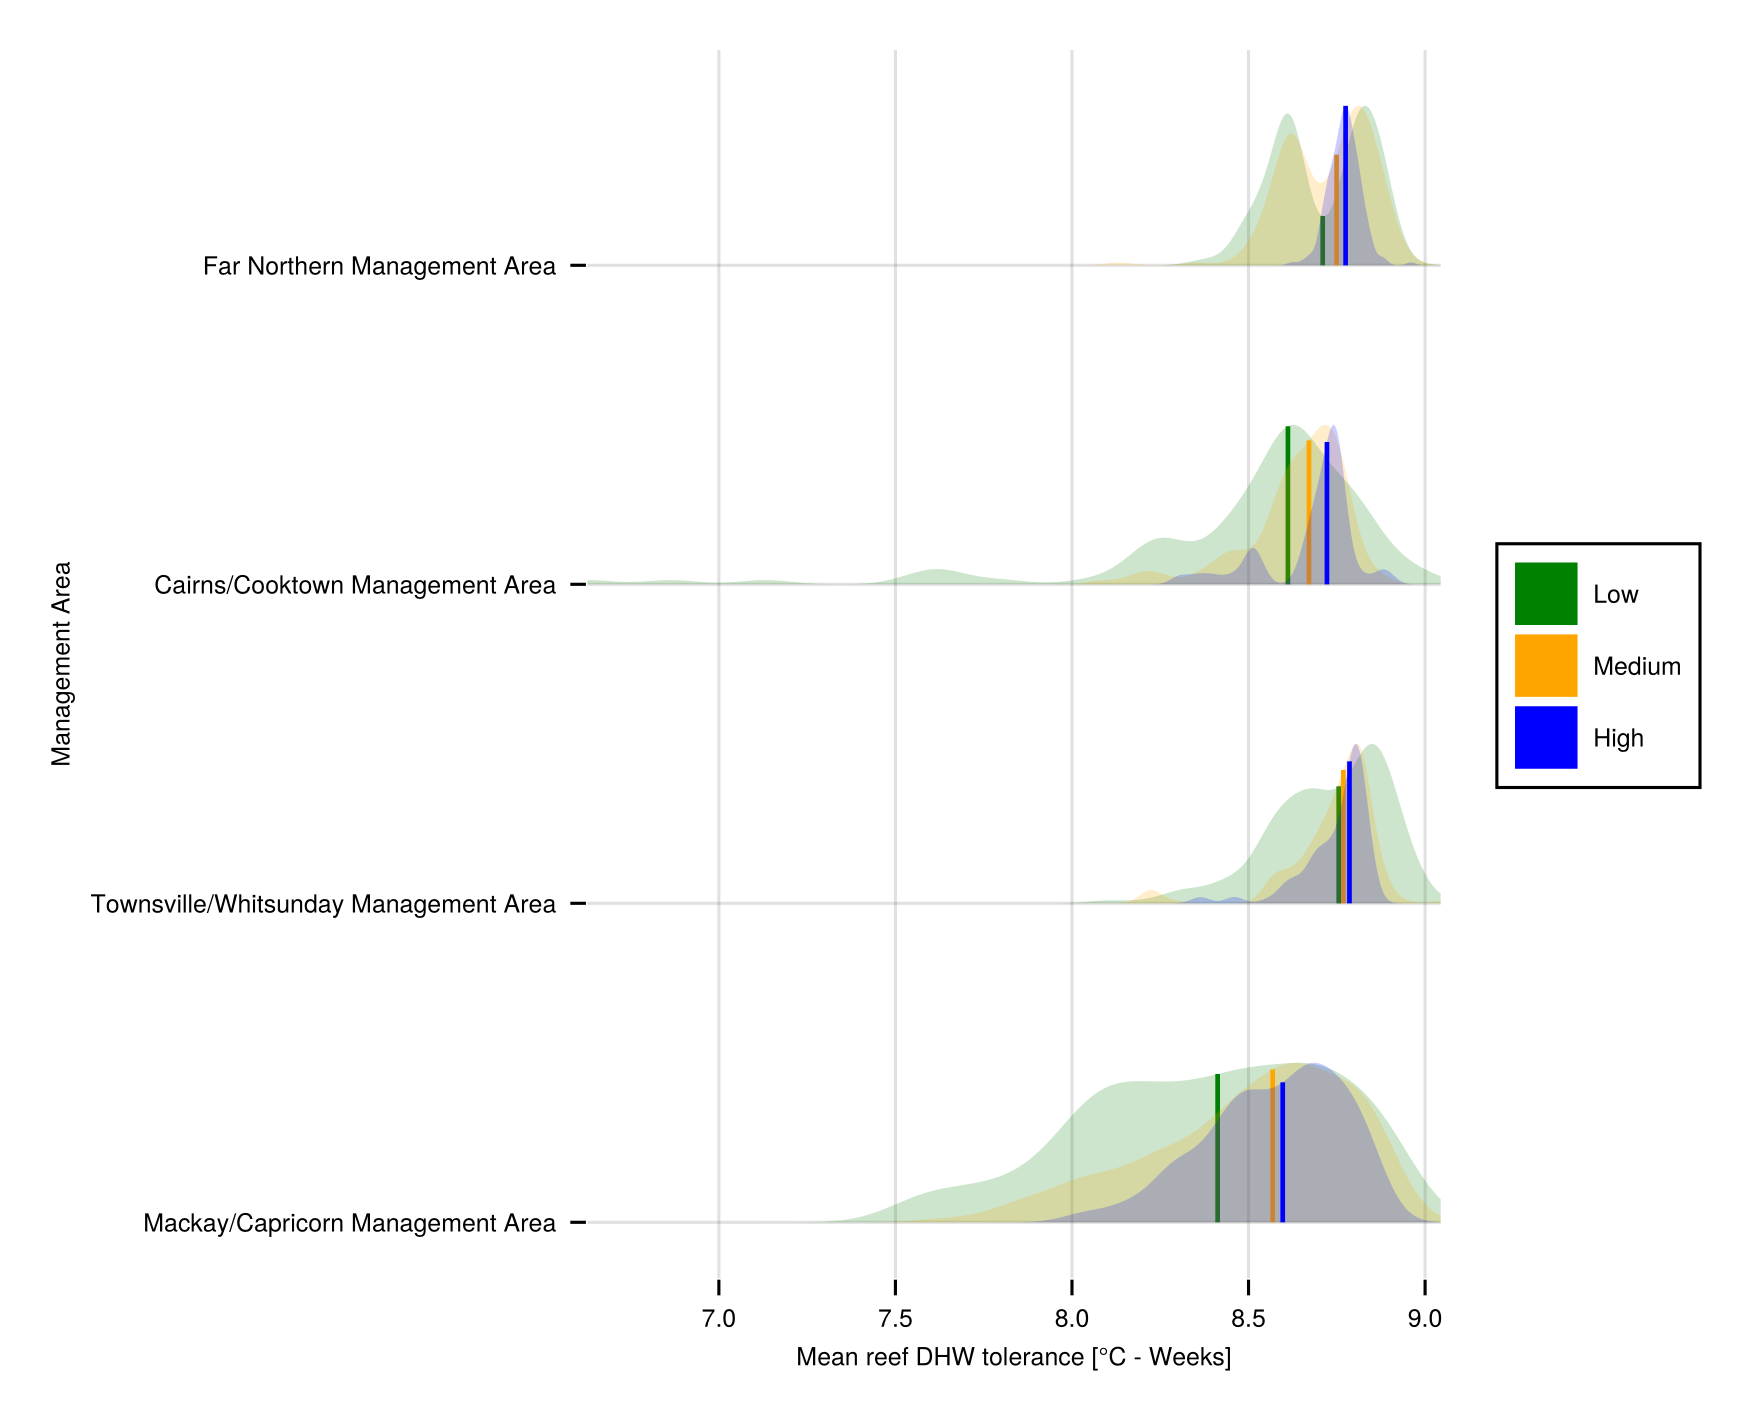 Far Northern Management Area
Cairns/Cooktown Management Area
Townsville/Whitsunday Management Area
Mackay/Capricorn Management Area
Management Area
7.0 7.5 8.0 8.5 9.0
Mean reef DHW tolerance [°C - Weeks]
Low
Medium
High